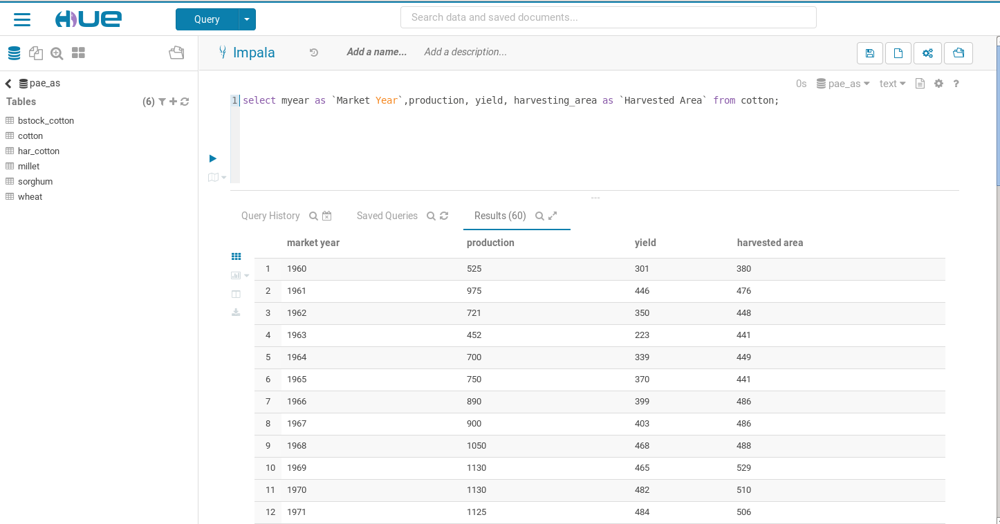 HUE
Query
Search data and saved documents...
Impala
Add a name... Add a description...
pae_as
Tables (6)
bstock_cotton
cotton
har_cotton
millet
sorghum
wheat
0s pae_as text ?
1 select myear as `Market Year`,production, yield, harvesting_area as `Harvested Area` from cotton;
Query History Saved Queries Results (60)
market year production yield harvested area
1 1960 525 301 380
2 1961 975 446 476
3 1962 721 350 448
4 1963 452 223 441
5 1964 700 339 449
6 1965 750 370 441
7 1966 890 399 486
8 1967 900 403 486
9 1968 1050 468 488
10 1969 1130 465 529
11 1970 1130 482 510
12 1971 1125 484 506